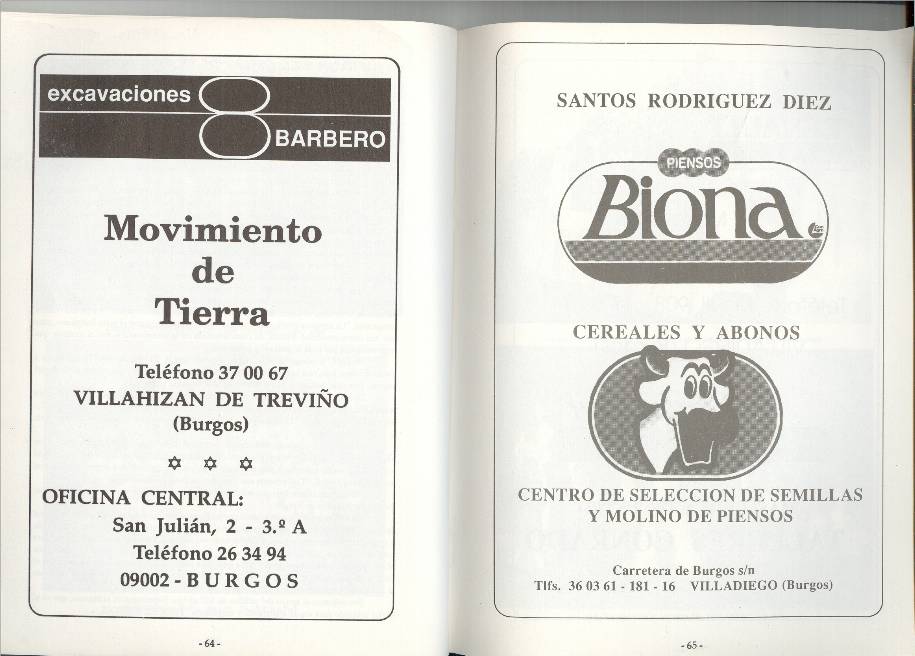 excavaciones
BARBERO
Movimiento
de
Tierra
Teléfono 37 00 67
VILLAHIZAN DE TREVIÑO
(Burgos)
OFICINA CENTRAL:
San Julián, 2 - 3.º A
Teléfono 26 34 94
09002 - BURGOS
- 64 -
SANTOS RODRIGUEZ DIEZ
PIENSOS
Biona
CEREALES Y ABONOS
CENTRO DE SELECCION DE SEMILLAS
Y MOLINO DE PIENSOS
Carretera de Burgos s/n
Tlfs. 36 03 61 - 181 - 16 VILLADIEGO (Burgos)
- 65 -